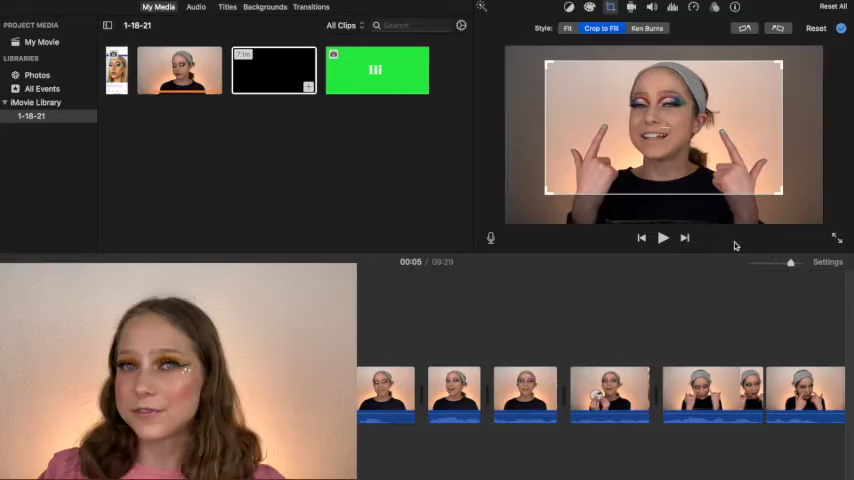 My Media Audio Titles Backgrounds Transitions
Reset All
PROJECT MEDIA
My Movie
LIBRARIES
Photos
All Events
iMovie Library
1-18-21
1-18-21
All Clips
Search
7.1m
Style: Fit Crop to Fill Ken Burns
Reset
00:05 / 09:29
Settings